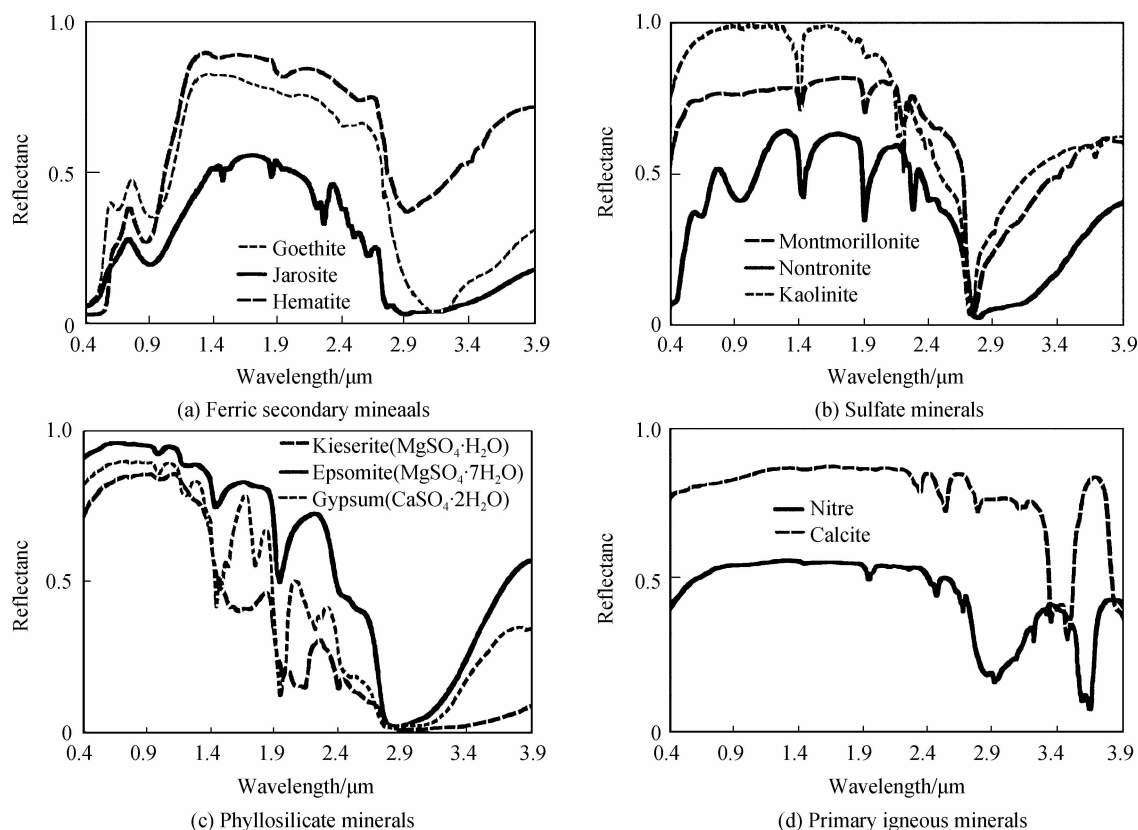 1.0
0.5
0
Reflectanc
Goethite
Jarosite
Hematite
0.4 0.9 1.4 1.9 2.4 2.9 3.4 3.9
Wavelength/μm
(a) Ferric secondary mineaals
1.0
0.5
0
Reflectanc
Montmorillonite
Nontronite
Kaolinite
0.4 0.9 1.4 1.9 2.4 2.9 3.4 3.9
Wavelength/μm
(b) Sulfate minerals
1.0
0.5
0
Reflectanc
Kieserite(MgSO₄·H₂O)
Epsomite(MgSO₄·7H₂O)
Gypsum(CaSO₄·2H₂O)
0.4 0.9 1.4 1.9 2.4 2.9 3.4 3.9
Wavelength/μm
(c) Phyllosilicate minerals
1.0
0.5
0
Reflectanc
Nitre
Calcite
0.4 0.9 1.4 1.9 2.4 2.9 3.4 3.9
Wavelength/μm
(d) Primary igneous minerals